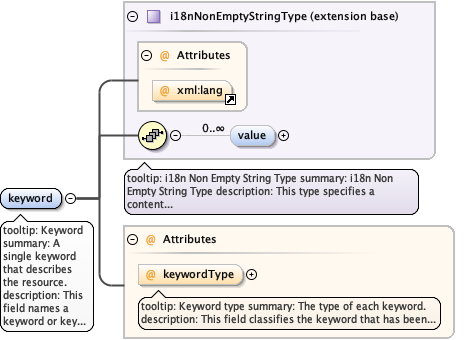 i18nNonEmptyStringType (extension base)
@ Attributes
@ xml:lang
0..∞
value
tooltip: i18n Non Empty String Type summary: i18n Non
Empty String Type description: This type specifies a
content...
keyword
tooltip: Keyword
summary: A
single keyword
that describes
the resource.
description: This
field names a
keyword or key...
@ Attributes
@ keywordType
tooltip: Keyword type summary: The type of each keyword.
description: This field classifies the keyword that has been...